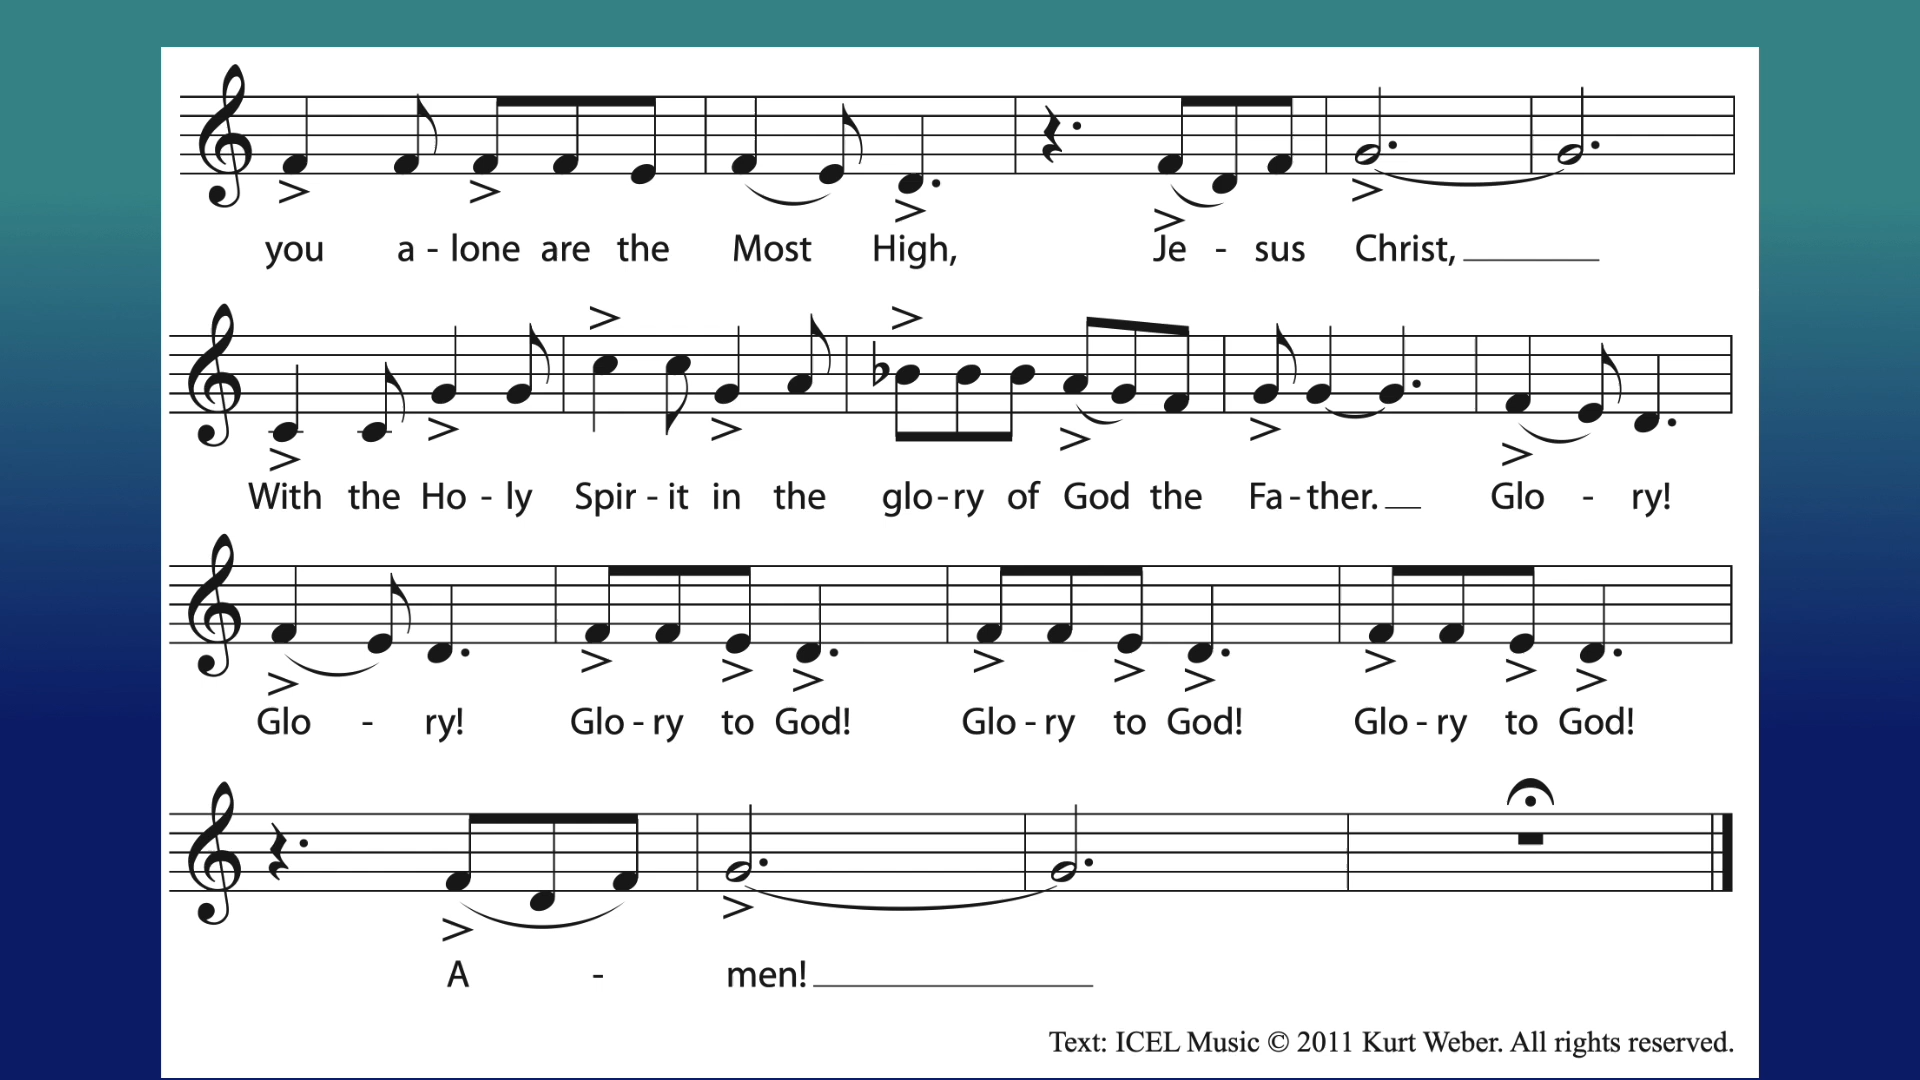 you a - lone are the Most High, Je - sus Christ,
With the Ho - ly Spir - it in the glo - ry of God the Fa - ther. Glo - ry!
Glo - ry! Glo - ry to God! Glo - ry to God! Glo - ry to God!
A - men!
Text: ICEL Music © 2011 Kurt Weber. All rights reserved.